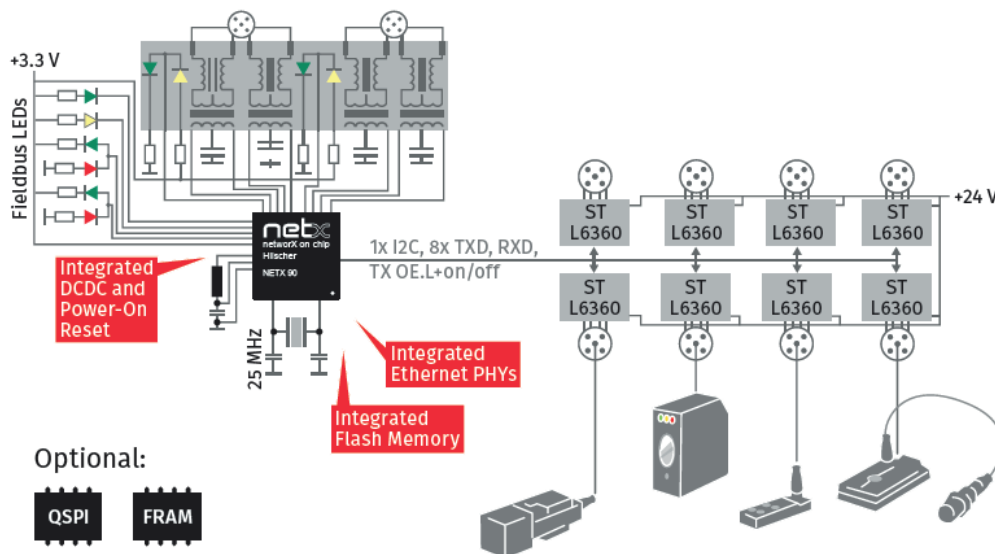 +3.3 V
Fieldbus LEDs
netx
networX on chip
Hilscher
NETX 90
Integrated
DCDC and
Power-On
Reset
25 MHZ
Integrated
Ethernet PHYs
Integrated
Flash Memory
1x I2C, 8x TXD, RXD,
TX OE.L+on/off
+24 V
ST
L6360
ST
L6360
ST
L6360
ST
L6360
ST
L6360
ST
L6360
ST
L6360
ST
L6360
Optional:
QSPI
FRAM